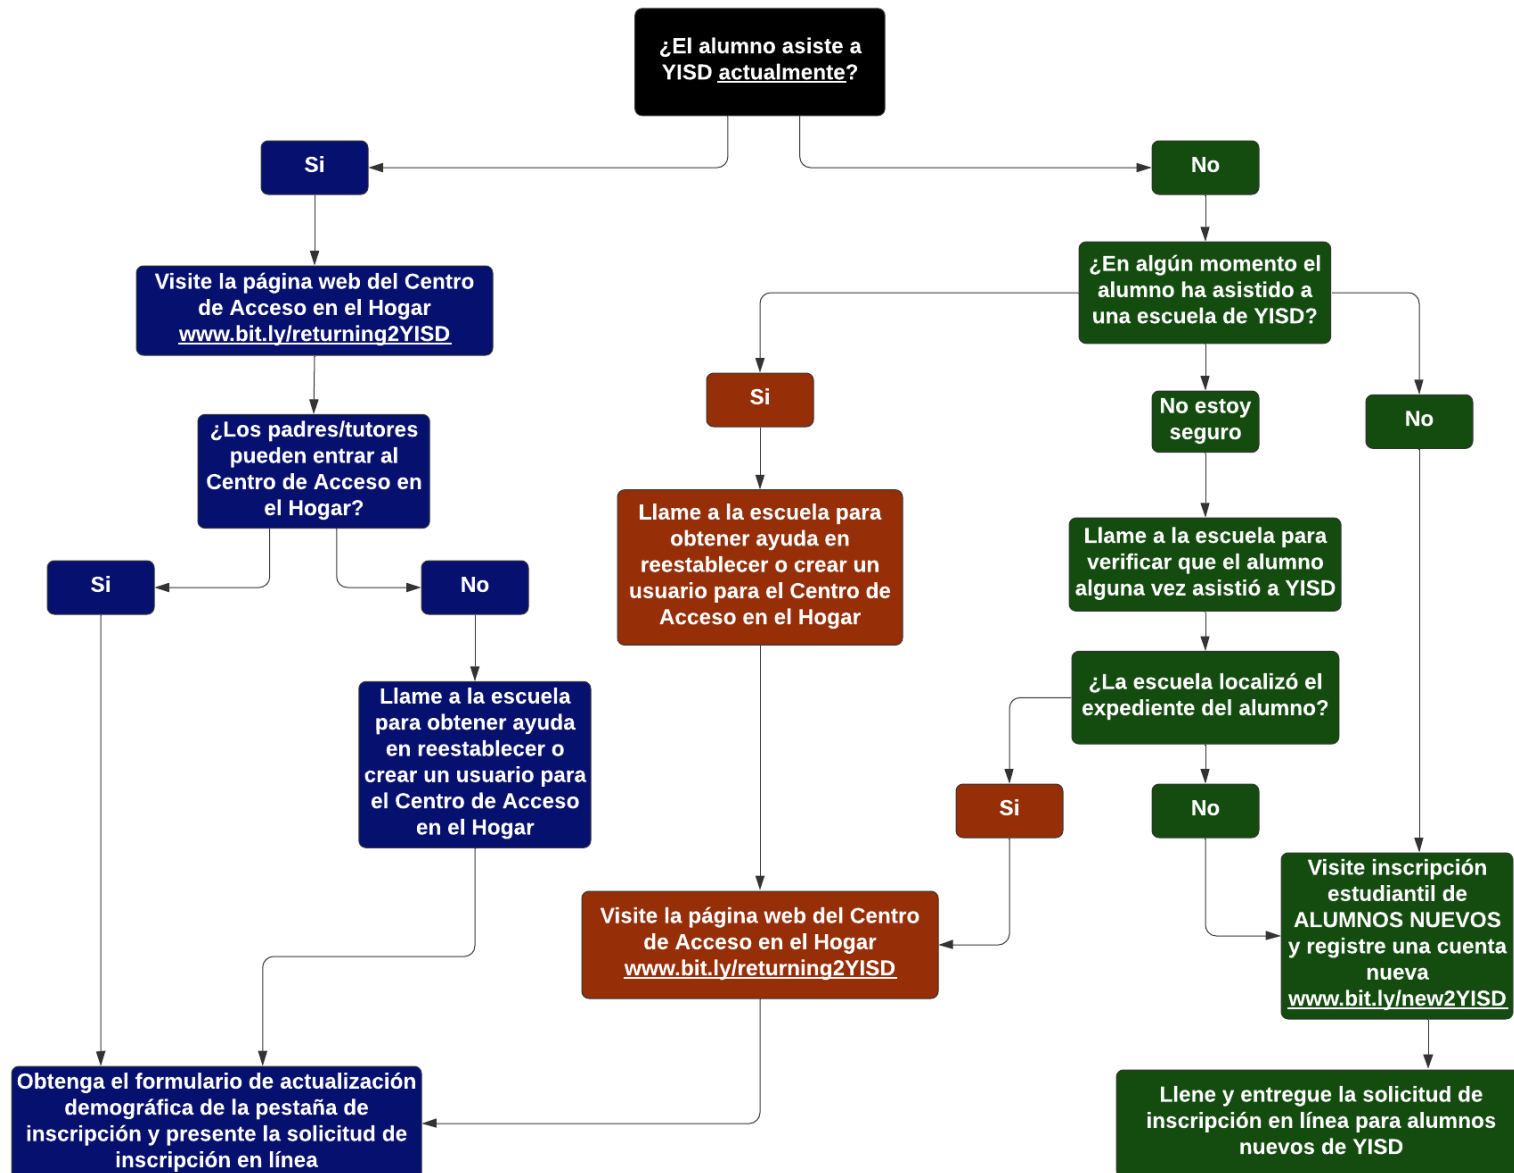 ¿El alumno asiste a
YISD actualmente?
Si
No
Visite la página web del Centro
de Acceso en el Hogar
www.bit.ly/returning2YISD
¿En algún momento el
alumno ha asistido a
una escuela de YISD?
Si
No estoy
seguro
No
¿Los padres/tutores
pueden entrar al
Centro de Acceso en
el Hogar?
Llame a la escuela para
obtener ayuda en
reestablecer o crear un
usuario para el Centro de
Acceso en el Hogar
Llame a la escuela para
verificar que el alumno
alguna vez asistió a YISD
Si
No
¿La escuela localizó el
expediente del alumno?
Llame a la escuela
para obtener ayuda
en reestablecer o
crear un usuario para
el Centro de Acceso
en el Hogar
Si
No
Visite la página web del Centro
de Acceso en el Hogar
www.bit.ly/returning2YISD
Visite inscripción
estudiantil de
ALUMNOS NUEVOS
y registre una cuenta
nueva
www.bit.ly/new2YISD
Obtenga el formulario de actualización
demográfica de la pestaña de
inscripción y presente la solicitud de
inscripción en línea
Llene y entregue la solicitud de
inscripción en línea para alumnos
nuevos de YISD